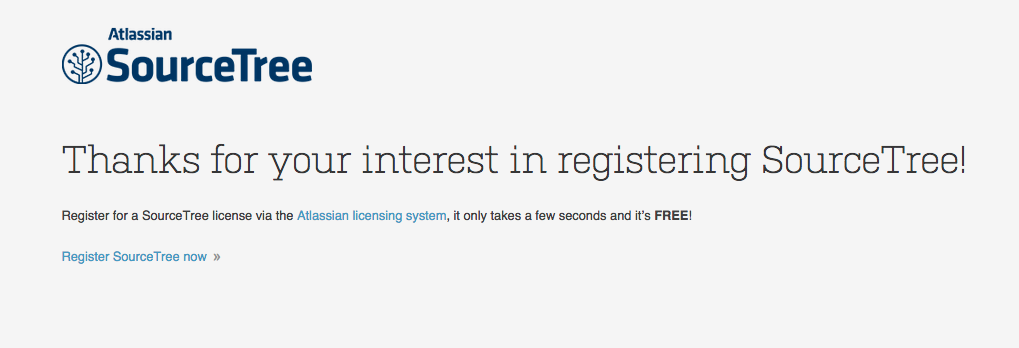 Atlassian
SourceTree
Thanks for your interest in registering SourceTree!
Register for a SourceTree license via the Atlassian licensing system, it only takes a few seconds and it's FREE!
Register SourceTree now »